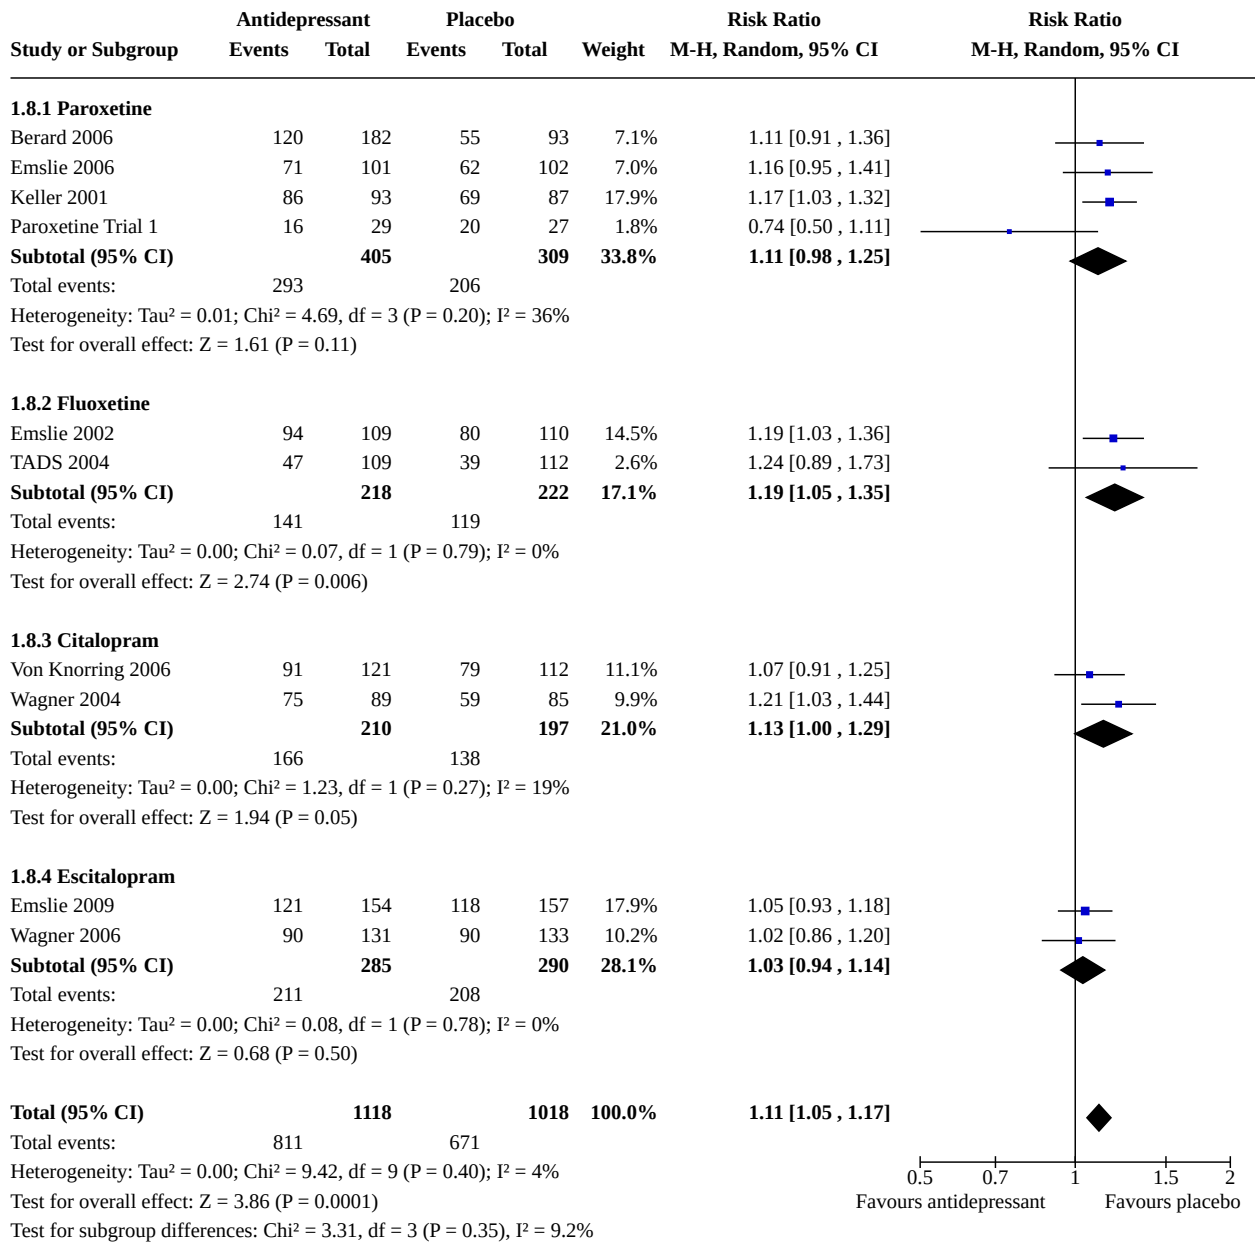 Antidepressant Placebo Risk Ratio Risk Ratio
Study or Subgroup Events Total Events Total Weight M-H, Random, 95% CI M-H, Random, 95% CI
1.8.1 Paroxetine
Berard 2006 120 182 55 93 7.1% 1.11 [0.91 , 1.36]
Emslie 2006 71 101 62 102 7.0% 1.16 [0.95 , 1.41]
Keller 2001 86 93 69 87 17.9% 1.17 [1.03 , 1.32]
Paroxetine Trial 1 16 29 20 27 1.8% 0.74 [0.50 , 1.11]
Subtotal (95% CI) 405 309 33.8% 1.11 [0.98 , 1.25]
Total events: 293 206
Heterogeneity: Tau² = 0.01; Chi² = 4.69, df = 3 (P = 0.20); I² = 36%
Test for overall effect: Z = 1.61 (P = 0.11)
1.8.2 Fluoxetine
Emslie 2002 94 109 80 110 14.5% 1.19 [1.03 , 1.36]
TADS 2004 47 109 39 112 2.6% 1.24 [0.89 , 1.73]
Subtotal (95% CI) 218 222 17.1% 1.19 [1.05 , 1.35]
Total events: 141 119
Heterogeneity: Tau² = 0.00; Chi² = 0.07, df = 1 (P = 0.79); I² = 0%
Test for overall effect: Z = 2.74 (P = 0.006)
1.8.3 Citalopram
Von Knorring 2006 91 121 79 112 11.1% 1.07 [0.91 , 1.25]
Wagner 2004 75 89 59 85 9.9% 1.21 [1.03 , 1.44]
Subtotal (95% CI) 210 197 21.0% 1.13 [1.00 , 1.29]
Total events: 166 138
Heterogeneity: Tau² = 0.00; Chi² = 1.23, df = 1 (P = 0.27); I² = 19%
Test for overall effect: Z = 1.94 (P = 0.05)
1.8.4 Escitalopram
Emslie 2009 121 154 118 157 17.9% 1.05 [0.93 , 1.18]
Wagner 2006 90 131 90 133 10.2% 1.02 [0.86 , 1.20]
Subtotal (95% CI) 285 290 28.1% 1.03 [0.94 , 1.14]
Total events: 211 208
Heterogeneity: Tau² = 0.00; Chi² = 0.08, df = 1 (P = 0.78); I² = 0%
Test for overall effect: Z = 0.68 (P = 0.50)
Total (95% CI) 1118 1018 100.0% 1.11 [1.05 , 1.17]
Total events: 811 671
Heterogeneity: Tau² = 0.00; Chi² = 9.42, df = 9 (P = 0.40); I² = 4%
0.5 0.7 1 1.5 2
Test for overall effect: Z = 3.86 (P = 0.0001)
Favours antidepressant Favours placebo
Test for subgroup differences: Chi² = 3.31, df = 3 (P = 0.35), I² = 9.2%